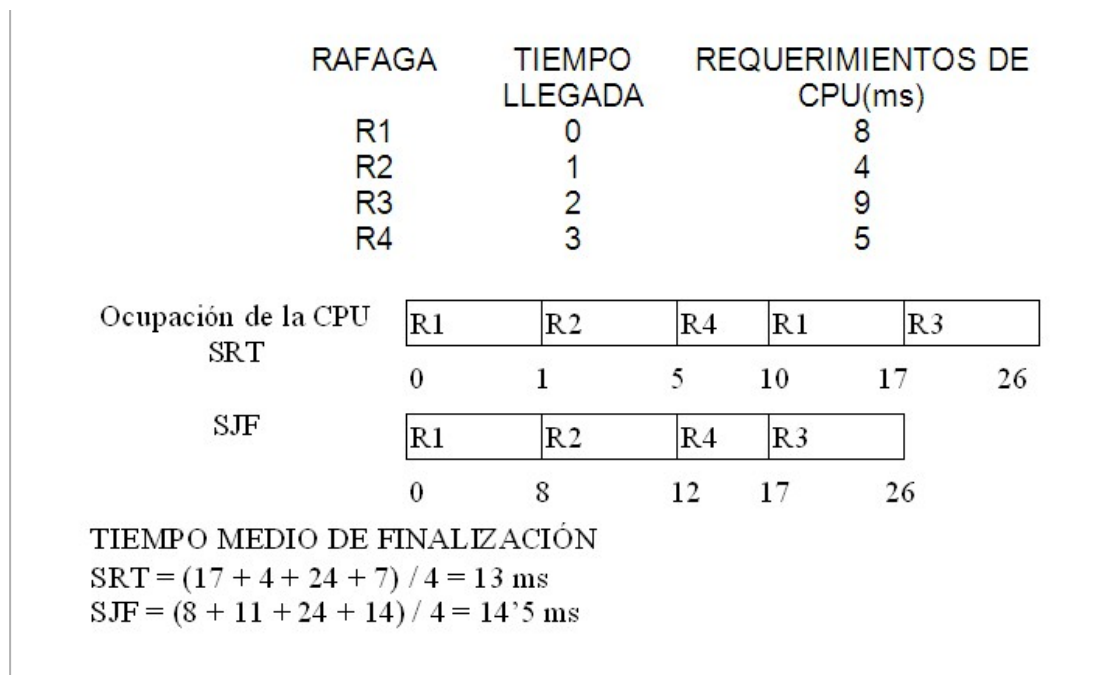 RAFAGA TIEMPO LLEGADA REQUERIMIENTOS DE CPU(ms)
R1 0 8
R2 1 4
R3 2 9
R4 3 5
Ocupación de la CPU
SRT
R1 R2 R4 R1 R3
0 1 5 10 17 26
SJF
R1 R2 R4 R3
0 8 12 17 26
TIEMPO MEDIO DE FINALIZACIÓN
SRT = (17 + 4 + 24 + 7) / 4 = 13 ms
SJF = (8 + 11 + 24 + 14) / 4 = 14’5 ms